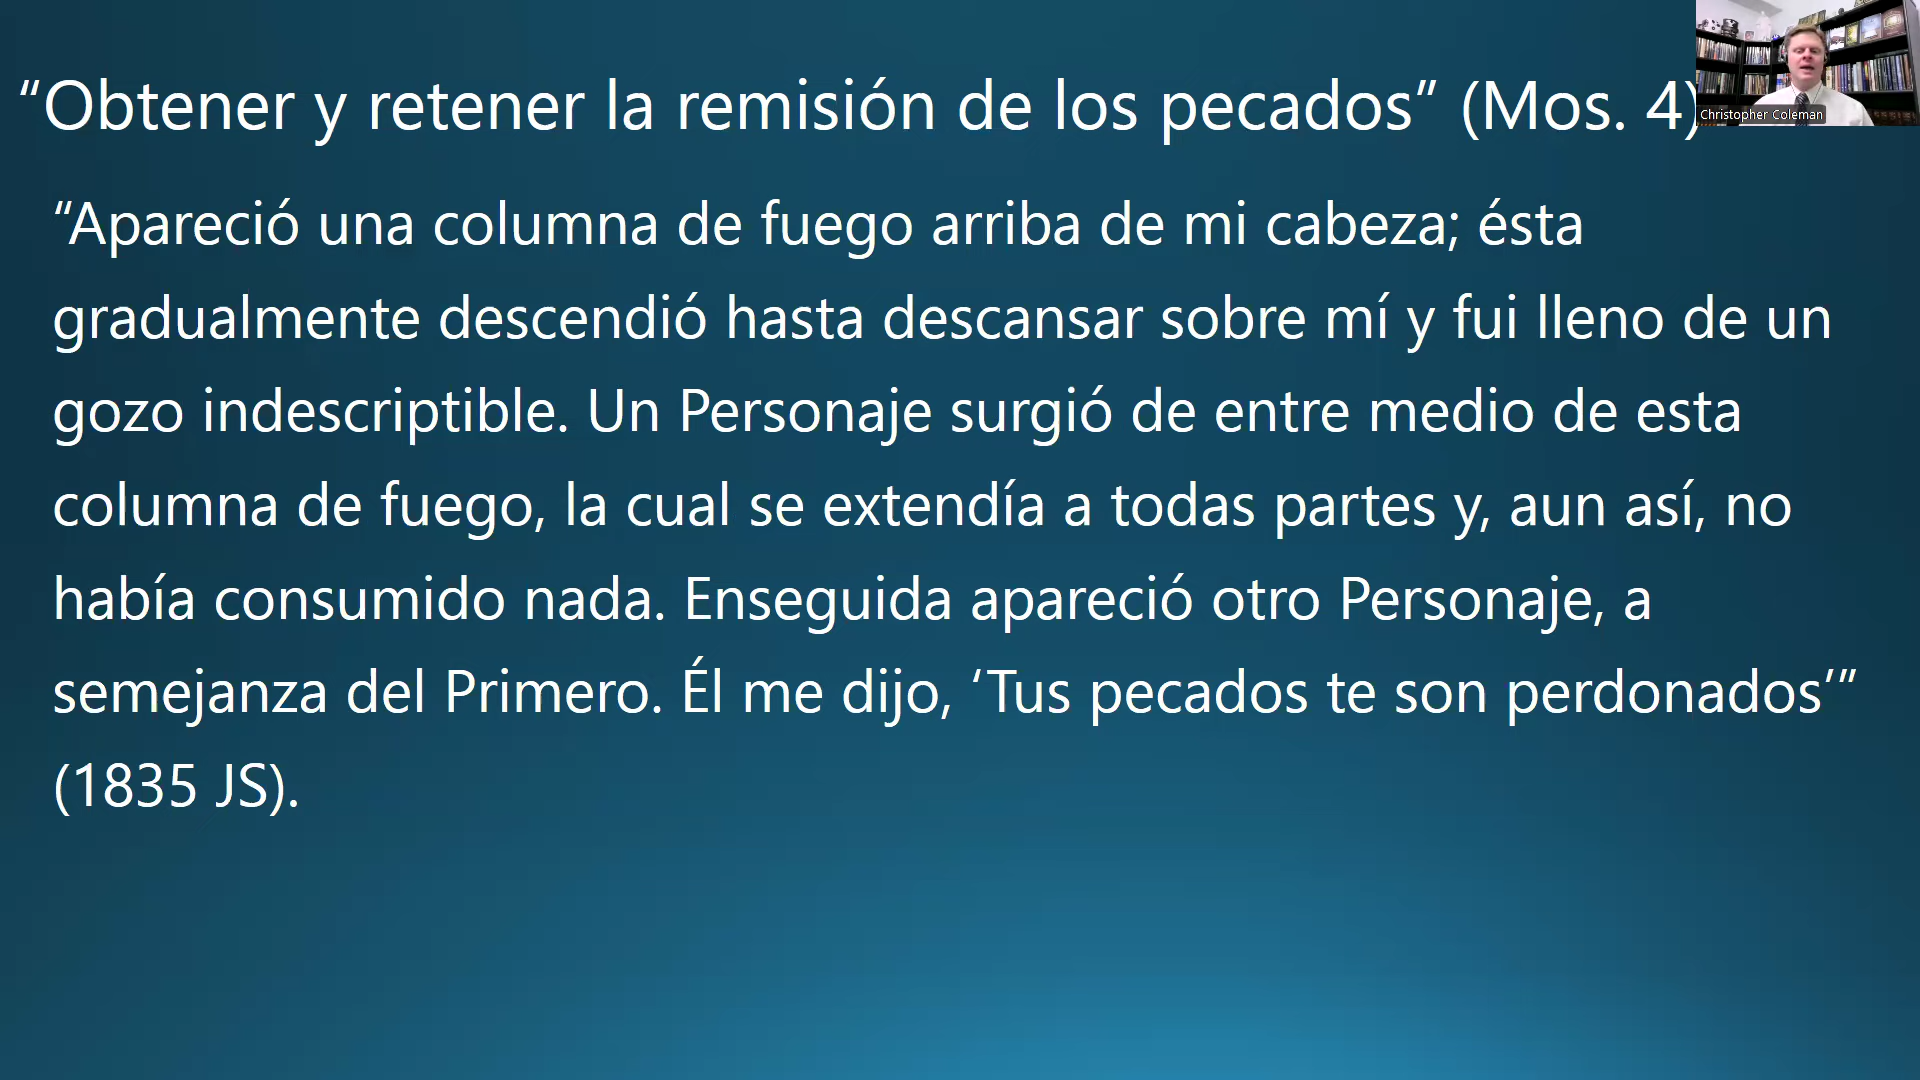 “Obtener y retener la remisión de los pecados” (Mos. 4)
Christopher Coleman
“Apareció una columna de fuego arriba de mi cabeza; ésta
gradualmente descendió hasta descansar sobre mí y fui lleno de un
gozo indescriptible. Un Personaje surgió de entre medio de esta
columna de fuego, la cual se extendía a todas partes y, aun así, no
había consumido nada. Enseguida apareció otro Personaje, a
semejanza del Primero. Él me dijo, ‘Tus pecados te son perdonados’”
(1835 JS).